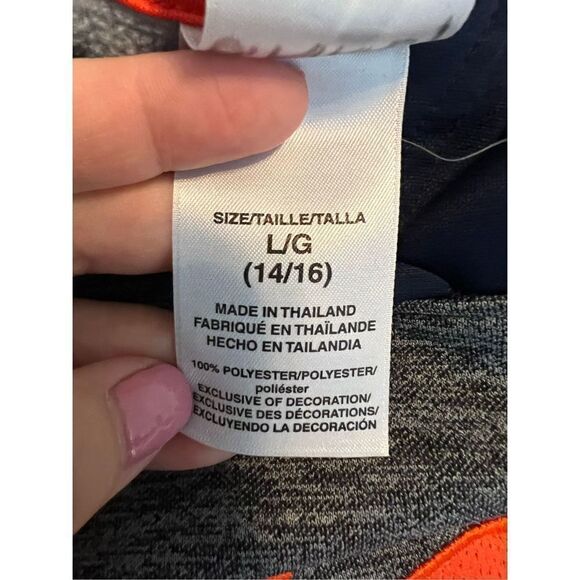 SIZE/TAILLE/TALLA
L/G
(14/16)
MADE IN THAILAND
FABRIQUÉ EN THAÏLANDE
HECHO EN TAILANDIA
100% POLYESTER/POLYESTER/
poliéster
EXCLUSIVE OF DECORATION/
EXCLUSIVE DES DÉCORATIONS/
EXCLUYENDO LA DECORACIÓN